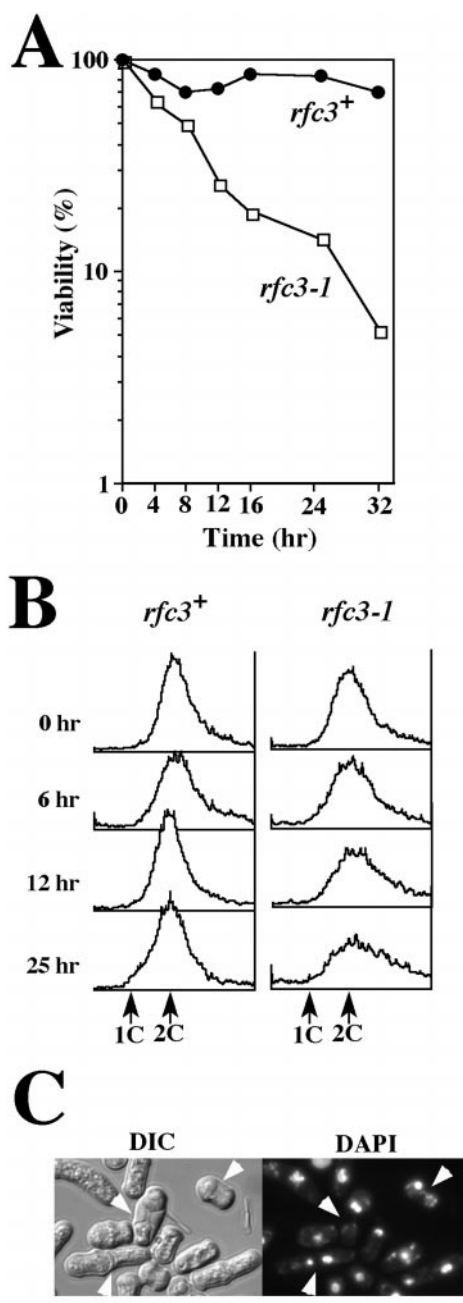 A
100
10
1
Viability (%)
rfc3+
rfc3-1
0 4 8 12 16 24 32
Time (hr)
B
rfc3+ rfc3-1
0 hr
6 hr
12 hr
25 hr
1C 2C 1C 2C
C
DIC DAPI